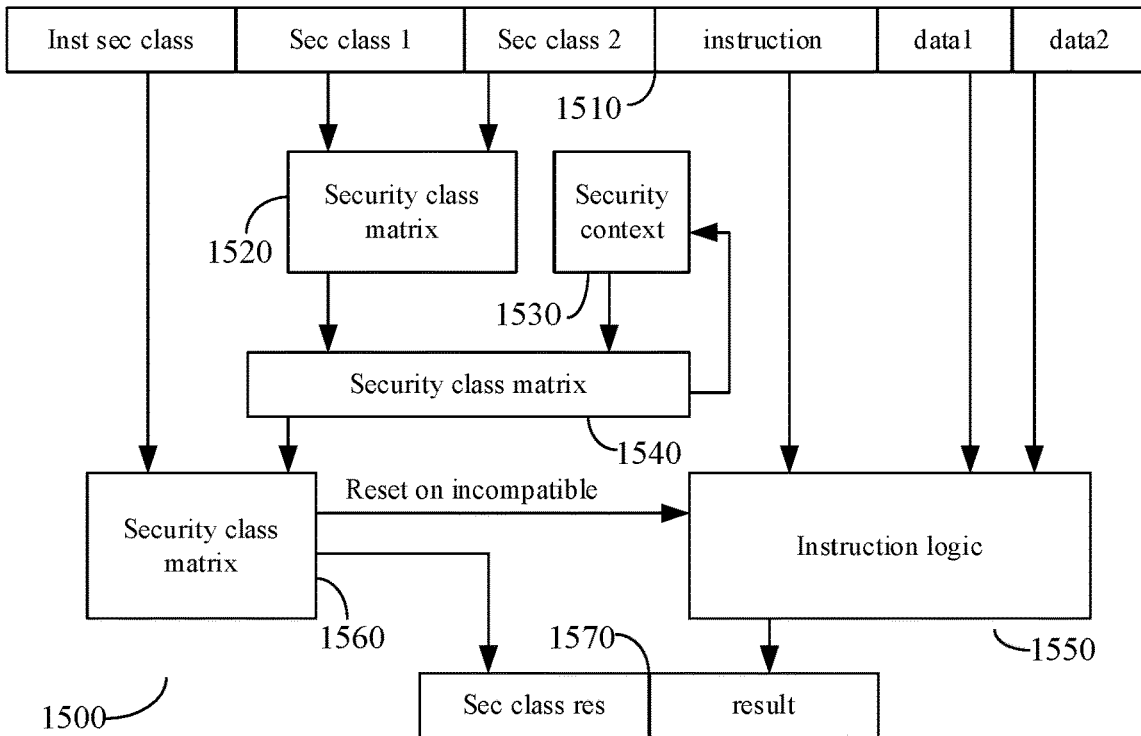 Inst sec class
Sec class 1
Sec class 2
instruction
data1
data2
1510
Security class
matrix
Security
context
1520
1530
Security class matrix
1540
Reset on incompatible
Security class
matrix
Instruction logic
1560
1570
1550
Sec class res
result
1500